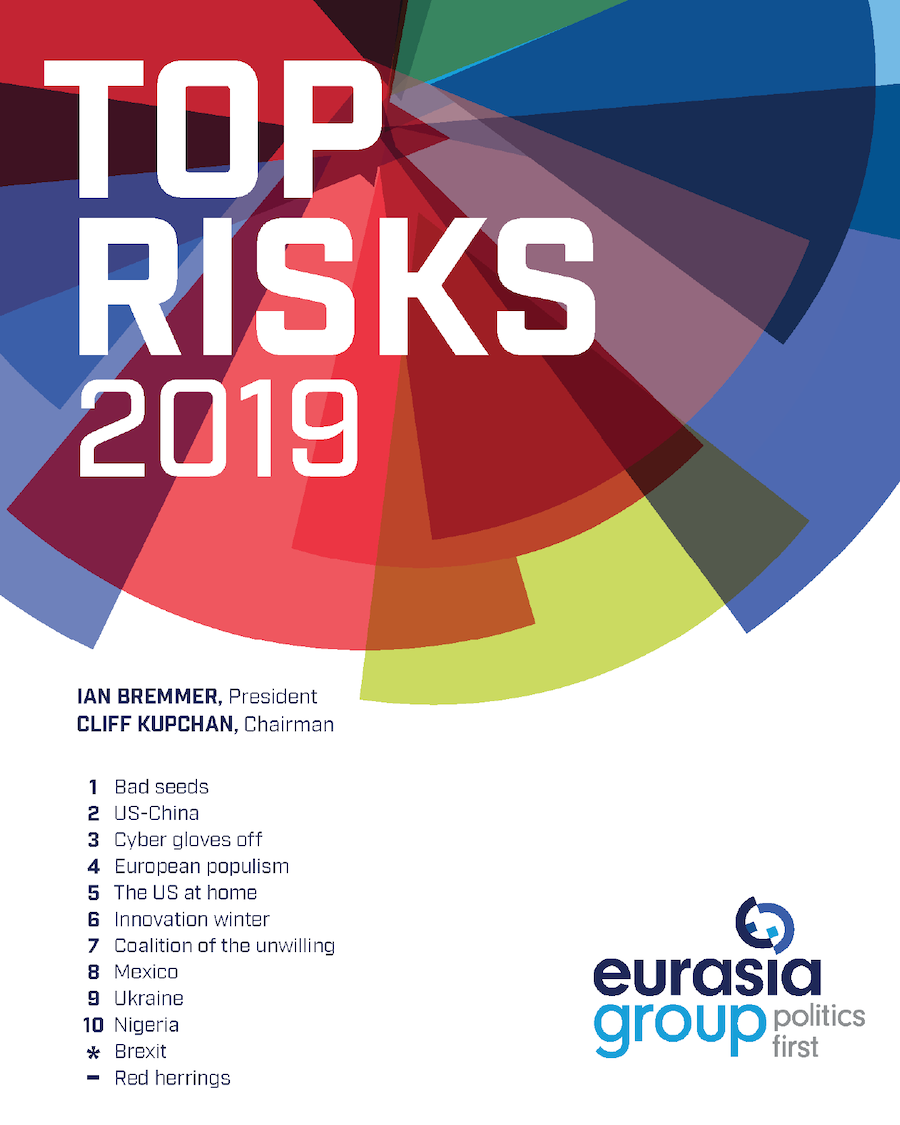 TOP
RISKS
2019
IAN BREMMER, President
CLIFF KUPCHAN, Chairman
1 Bad seeds
2 US-China
3 Cyber gloves off
4 European populism
5 The US at home
6 Innovation winter
7 Coalition of the unwilling
8 Mexico
9 Ukraine
10 Nigeria
* Brexit
– Red herrings
eurasia
group politics
first